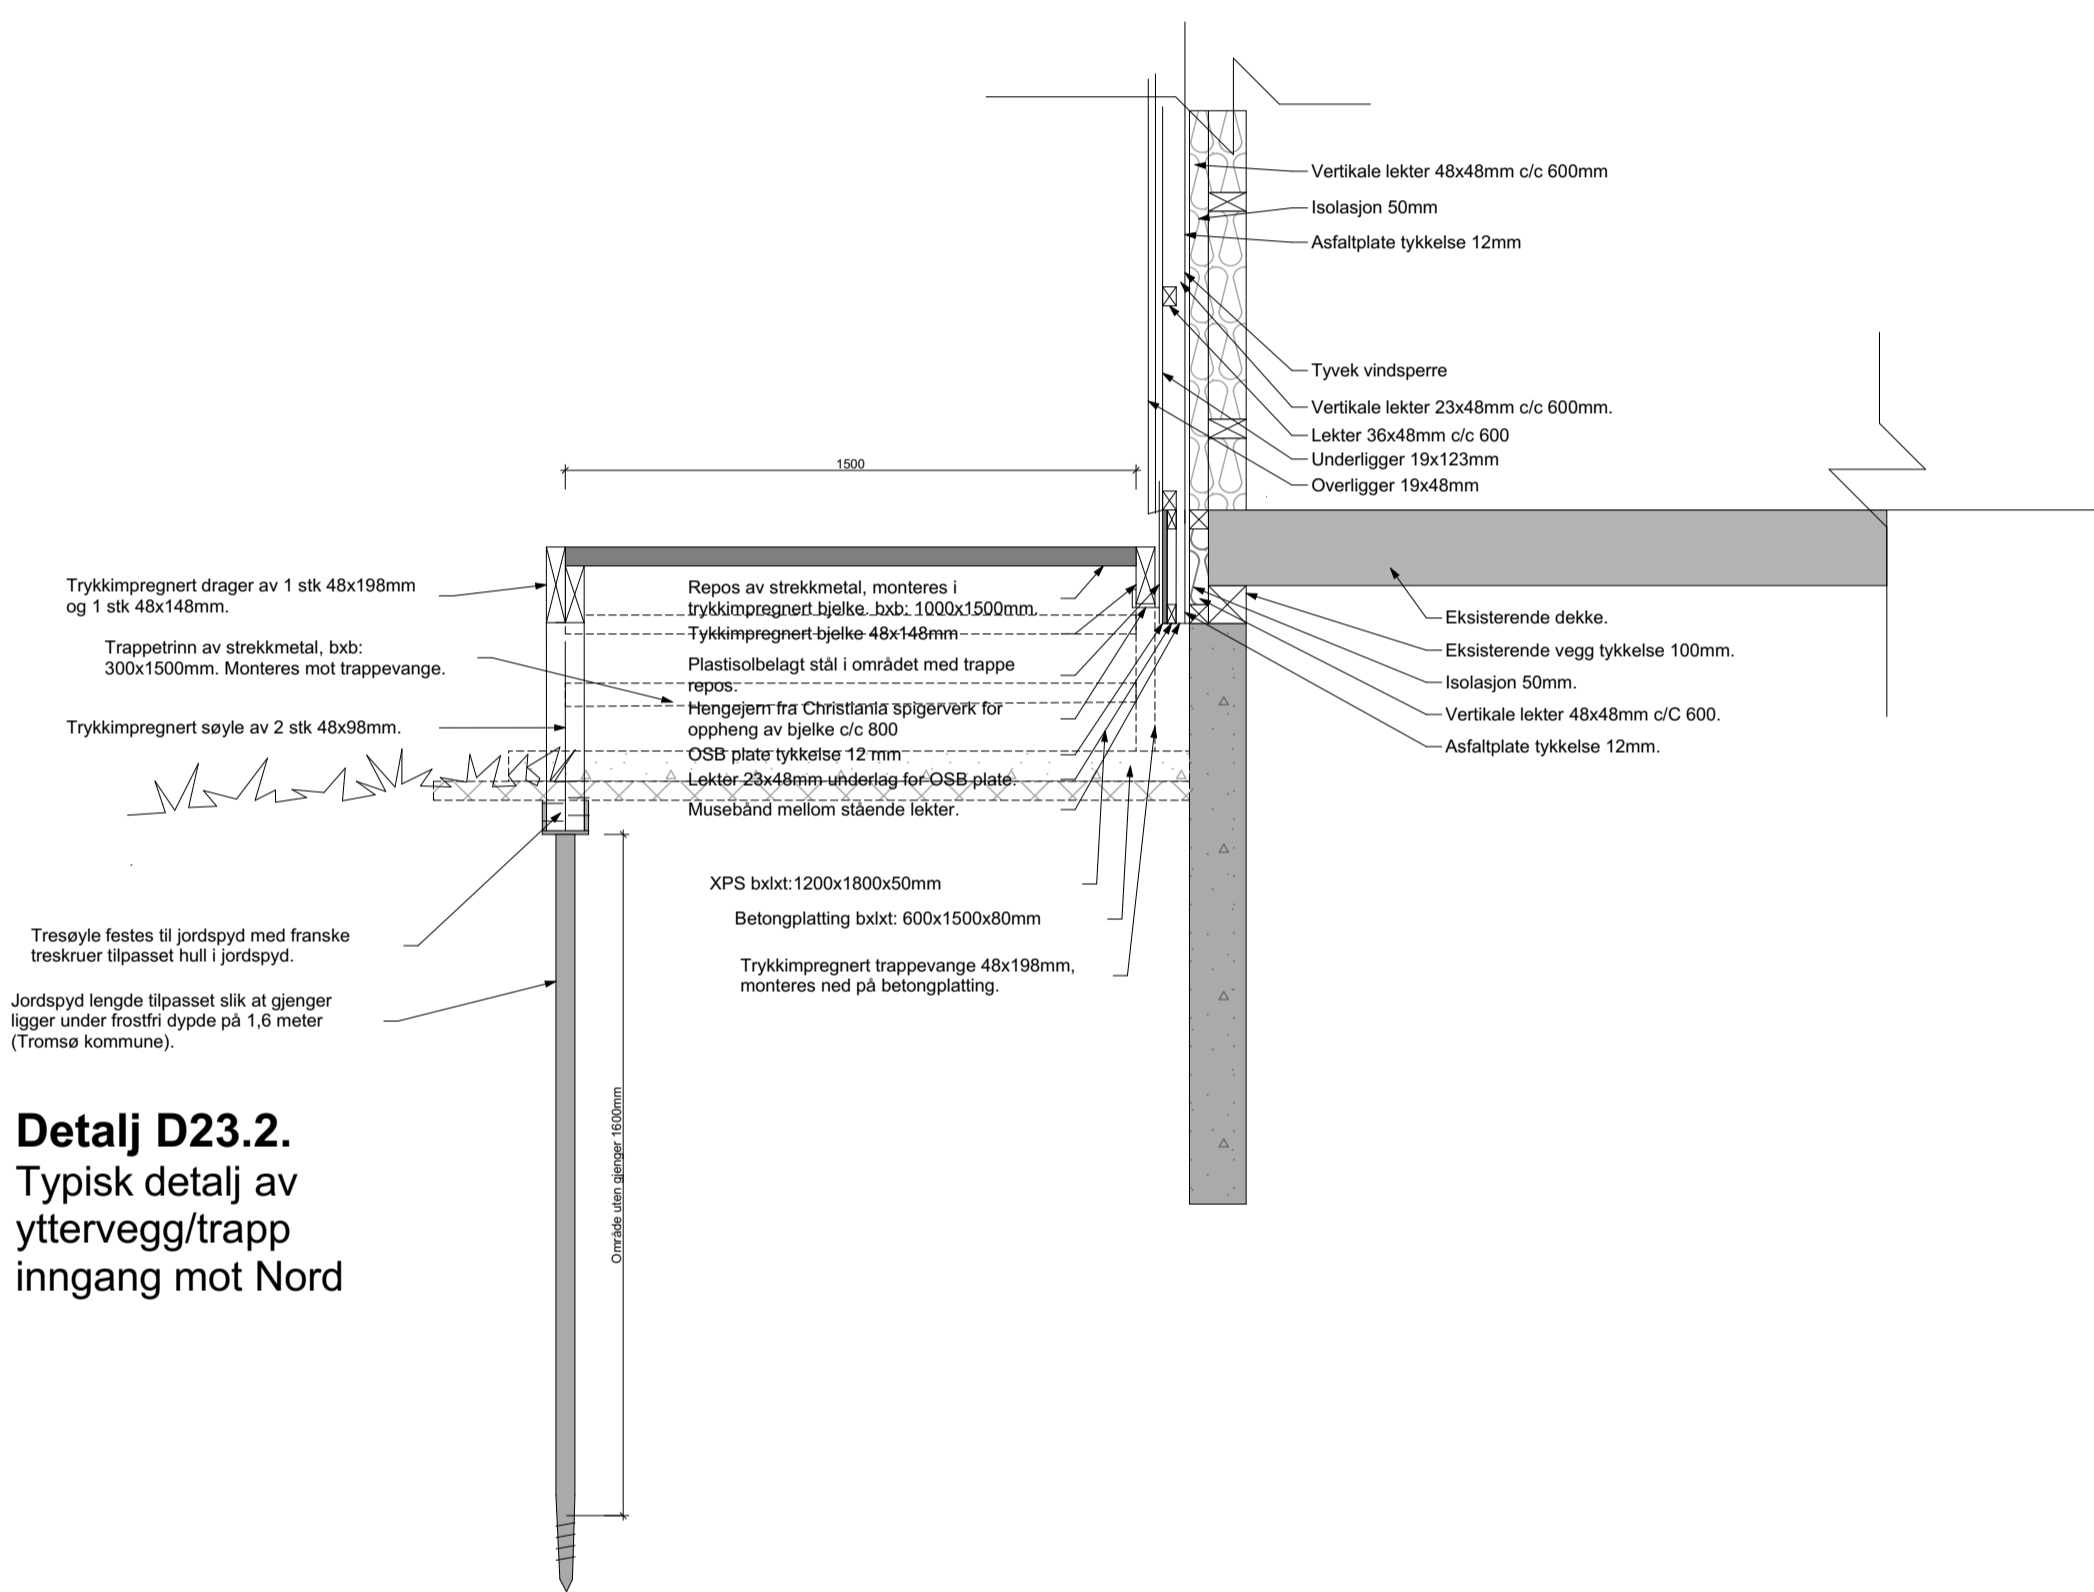 Vertikale lekter 48x48mm c/c 600mm
Isolasjon 50mm
Asfaltplate tykkelse 12mm
Tyvek vindsperre
Vertikale lekter 23x48mm c/c 600mm.
Lekter 36x48mm c/c 600
Underligger 19x123mm
Overligger 19x48mm
1500
Trykkimpregnert drager av 1 stk 48x198mm
og 1 stk 48x148mm.
Trappetrinn av strekkmetal, bxb:
300x1500mm. Monteres mot trappevange.
Trykkimpregnert søyle av 2 stk 48x98mm.
Repos av strekkmetal, monteres i
trykkimpregnert bjelke. bxb: 1000x1500mm.
Tykkimpregnert bjelke 48x148mm
Plastisolbelagt stål i området med trappe
repos.
Hengejern fra Christiania spigerverk for
oppheng av bjelke c/c 800
OSB plate tykkelse 12 mm
Lekter 23x48mm underlag for OSB plate.
Musebånd mellom stående lekter.
Eksisterende dekke.
Eksisterende vegg tykkelse 100mm.
Isolasjon 50mm.
Vertikale lekter 48x48mm c/C 600.
Asfaltplate tykkelse 12mm.
XPS bxlxt:1200x1800x50mm
Betongplatting bxlxt: 600x1500x80mm
Trykkimpregnert trappevange 48x198mm,
monteres ned på betongplatting.
Tresøyle festes til jordspyd med franske
treskruer tilpasset hull i jordspyd.
Jordspyd lengde tilpasset slik at gjenger
ligger under frostfri dypde på 1,6 meter
(Tromsø kommune).
Område uten gjenger 1600mm
Detalj D23.2.
Typisk detalj av
yttervegg/trapp
inngang mot Nord